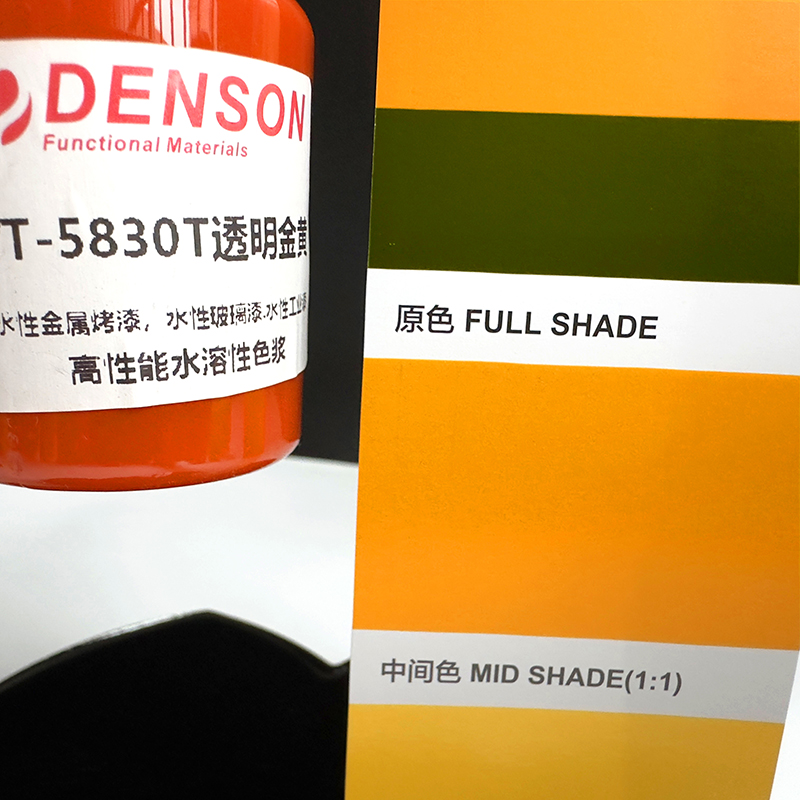 DENSON
Functional Materials
T-5830T透明金黄
水性金属烤漆，水性玻璃漆.水性工业漆
高性能水溶性色浆
原色 FULL SHADE
中间色 MID SHADE(1:1)